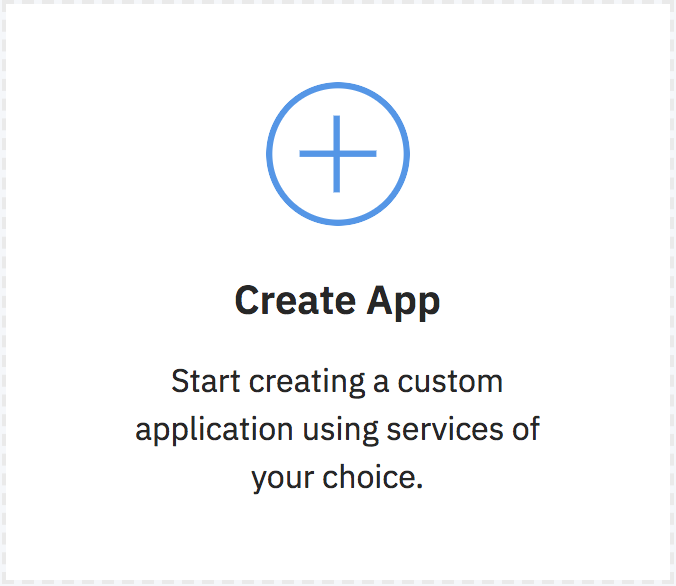 Create App
Start creating a custom
application using services of
your choice.